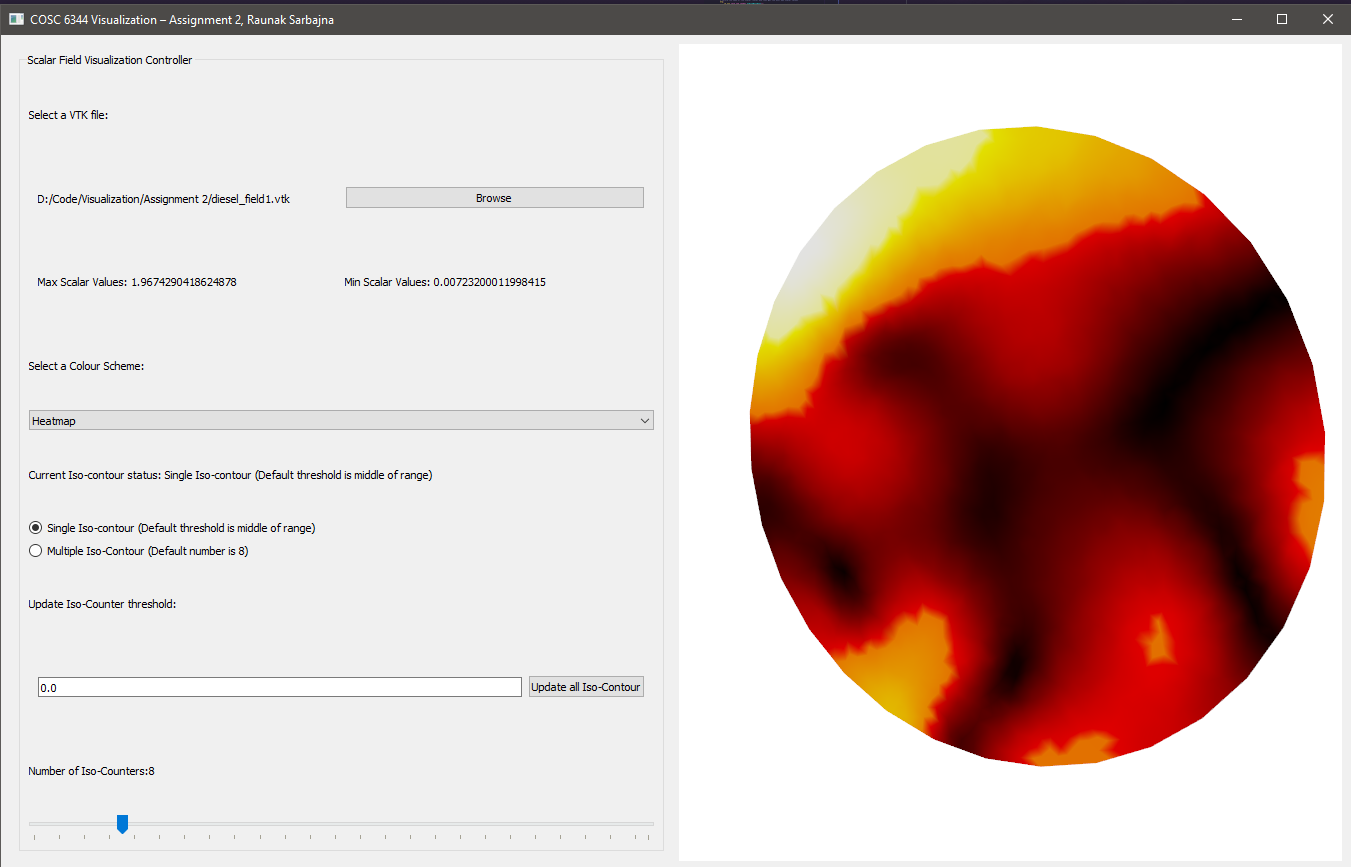 COSC 6344 Visualization – Assignment 2, Raunak Sarbajna
Scalar Field Visualization Controller
Select a VTK file:
D:/Code/Visualization/Assignment 2/diesel_field1.vtk
Browse
Max Scalar Values: 1.9674290418624878
Min Scalar Values: 0.00723200011998415
Select a Colour Scheme:
Heatmap
Current Iso-contour status: Single Iso-contour (Default threshold is middle of range)
Single Iso-contour (Default threshold is middle of range)
Multiple Iso-Contour (Default number is 8)
Update Iso-Counter threshold:
0.0
Update all Iso-Contour
Number of Iso-Counters:8